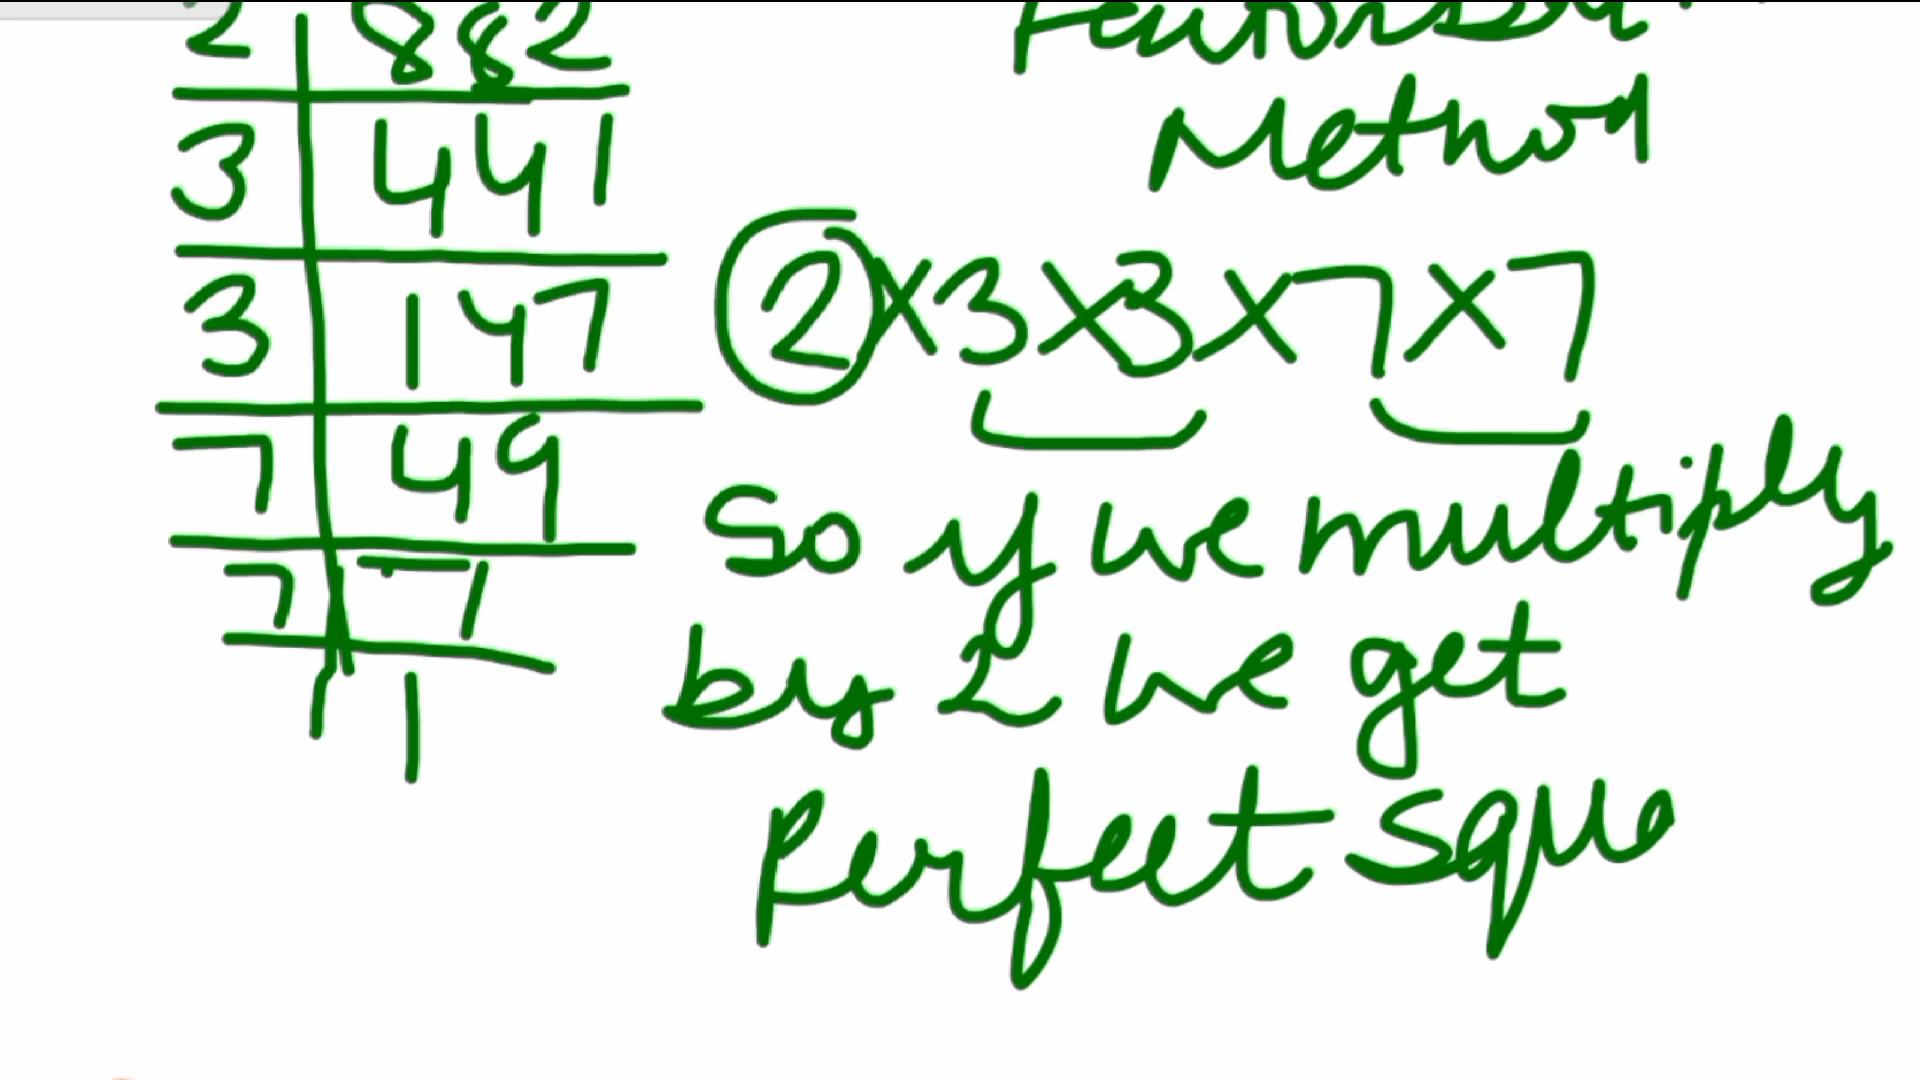 2 882
3 441
3 147
7 49
7 7
1
Method
2×3×3×7×7
So if we multiply
by 2 we get
Perfect Squa